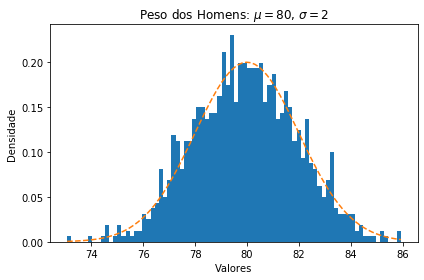 Peso dos Homens: μ = 80, σ = 2
Densidade
0.20
0.15
0.10
0.05
0.00
74 76 78 80 82 84 86
Valores